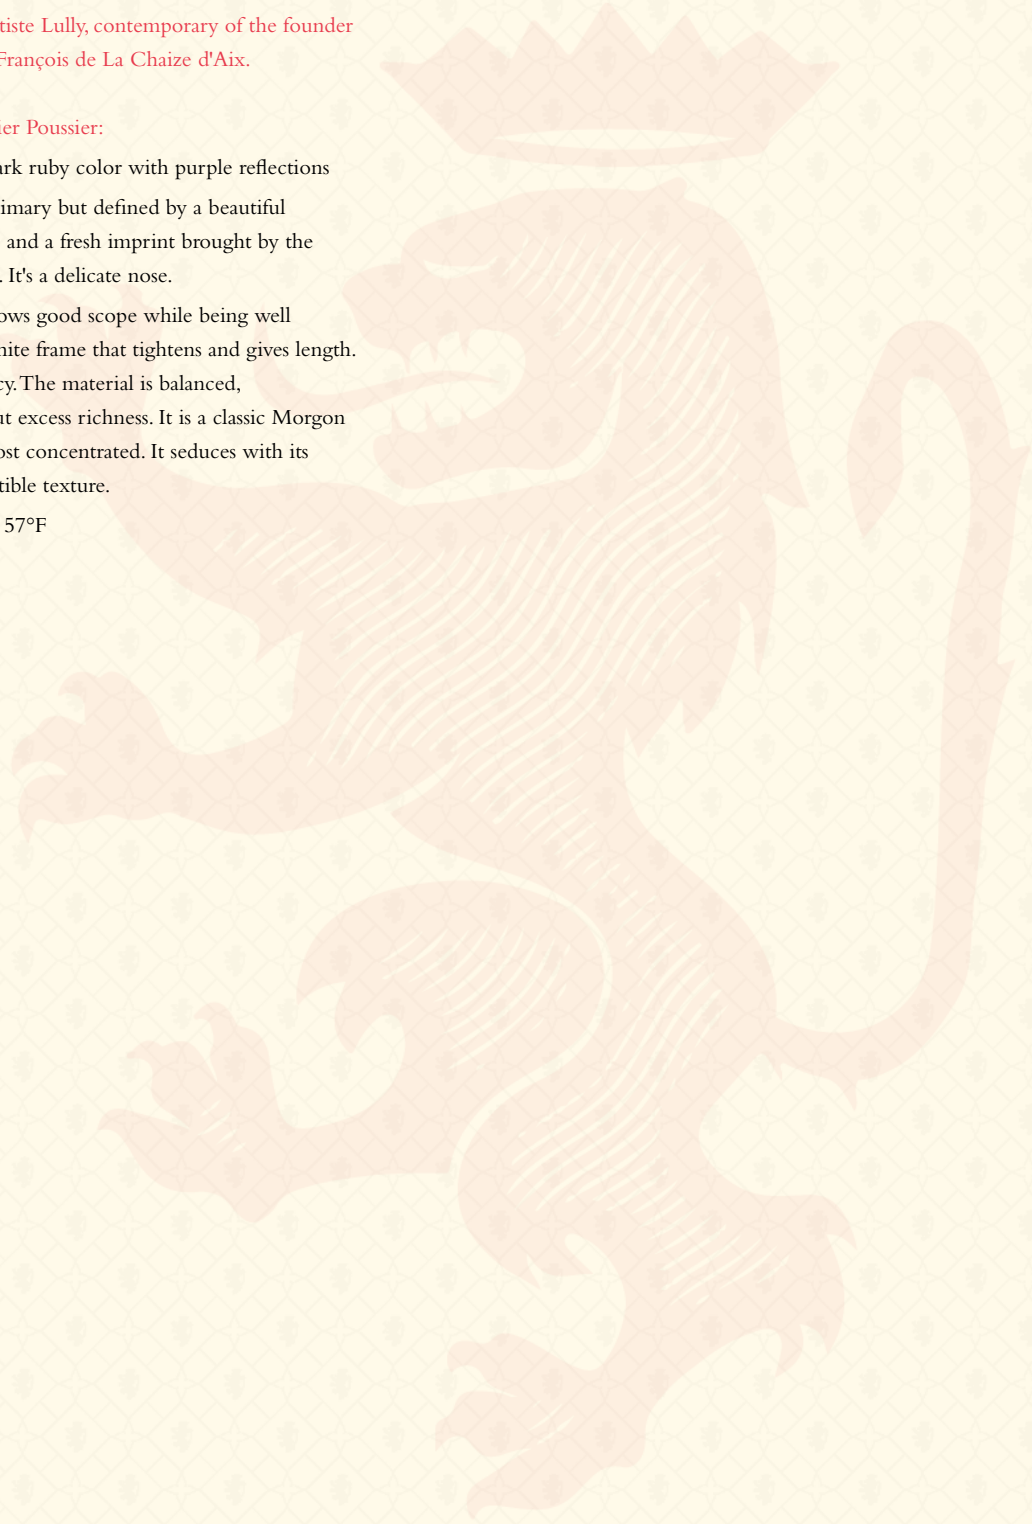 tiste Lully, contemporary of the founder
François de La Chaize d'Aix.
ier Poussier:
ark ruby color with purple reflections
imary but defined by a beautiful
and a fresh imprint brought by the
. It's a delicate nose.
ows good scope while being well
nite frame that tightens and gives length.
cy. The material is balanced,
ut excess richness. It is a classic Morgon
ost concentrated. It seduces with its
tible texture.
57°F